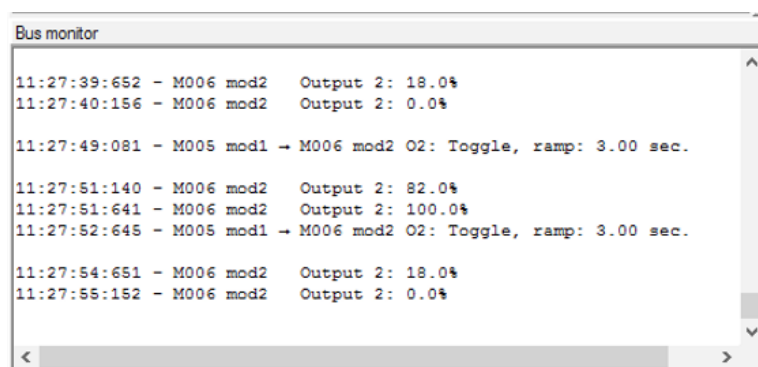 Bus monitor
11:27:39:652 - M006 mod2   Output 2: 18.0%
11:27:40:156 - M006 mod2   Output 2: 0.0%
11:27:49:081 - M005 mod1 → M006 mod2 O2: Toggle, ramp: 3.00 sec.
11:27:51:140 - M006 mod2   Output 2: 82.0%
11:27:51:641 - M006 mod2   Output 2: 100.0%
11:27:52:645 - M005 mod1 → M006 mod2 O2: Toggle, ramp: 3.00 sec.
11:27:54:651 - M006 mod2   Output 2: 18.0%
11:27:55:152 - M006 mod2   Output 2: 0.0%